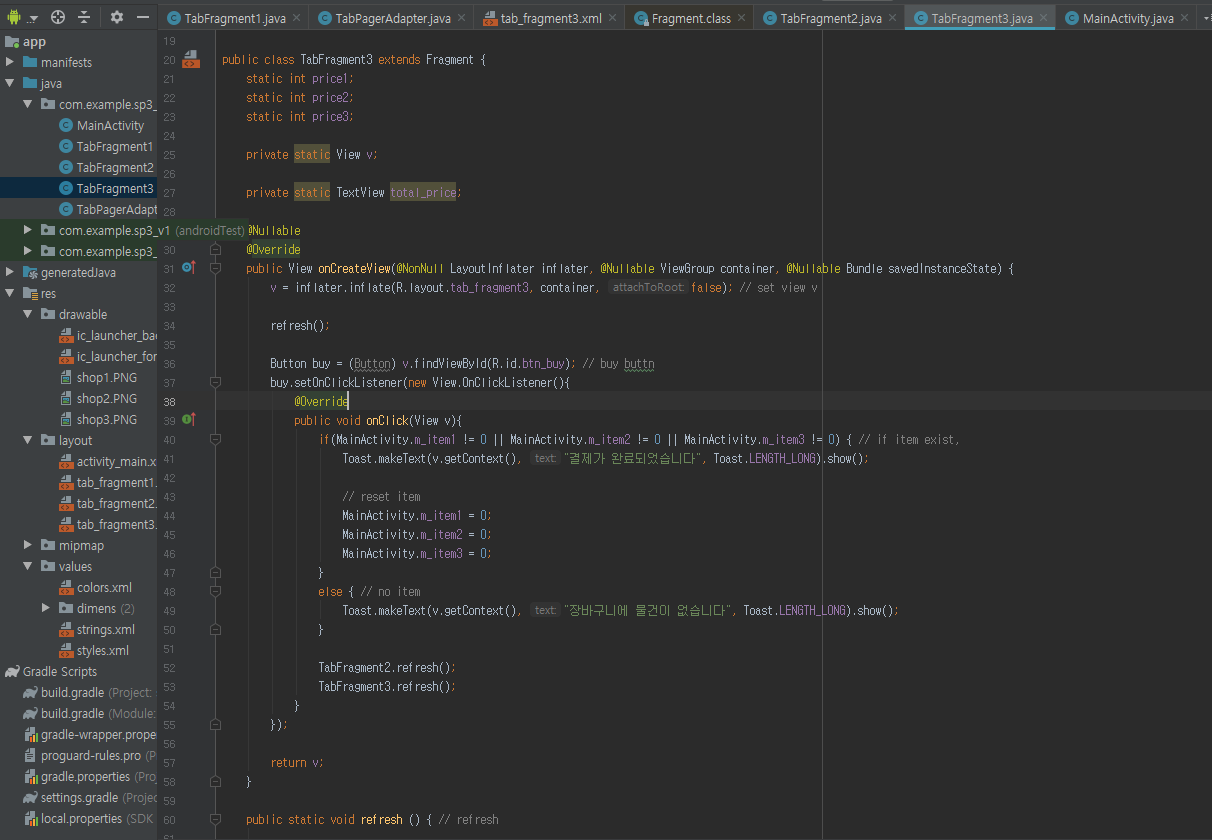 TabFragment1.java
TabPagerAdapter.java
tab_fragment3.xml
Fragment.class
TabFragment2.java
TabFragment3.java
MainActivity.java
app
manifests
java
com.example.sp3_
MainActivity
TabFragment1
TabFragment2
TabFragment3
TabPagerAdapt
com.example.sp3_v1 (androidTest)
com.example.sp3_
generatedJava
res
drawable
ic_launcher_bac
ic_launcher_for
shop1.PNG
shop2.PNG
shop3.PNG
layout
activity_main.x
tab_fragment1.
tab_fragment2.
tab_fragment3.
mipmap
values
colors.xml
dimens (2)
strings.xml
styles.xml
Gradle Scripts
build.gradle (Project:
build.gradle (Module:
gradle-wrapper.prope
proguard-rules.pro (P
gradle.properties (Pro
settings.gradle (Projec
local.properties (SDK
19
20 public class TabFragment3 extends Fragment {
21 static int price1;
22 static int price2;
23 static int price3;
24
25 private static View v;
26
27 private static TextView total_price;
28
@Nullable
30 @Override
31 public View onCreateView(@NonNull LayoutInflater inflater, @Nullable ViewGroup container, @Nullable Bundle savedInstanceState) {
32 v = inflater.inflate(R.layout.tab_fragment3, container, attachToRoot: false); // set view v
33
34 refresh();
35
36 Button buy = (Button) v.findViewById(R.id.btn_buy); // buy buttn
37 buy.setOnClickListener(new View.OnClickListener(){
38 @Override
39 public void onClick(View v){
40 if(MainActivity.m_item1 != 0 || MainActivity.m_item2 != 0 || MainActivity.m_item3 != 0) { // if item exist,
41 Toast.makeText(v.getContext(), text: "결제가 완료되었습니다", Toast.LENGTH_LONG).show();
42
43 // reset item
44 MainActivity.m_item1 = 0;
45 MainActivity.m_item2 = 0;
46 MainActivity.m_item3 = 0;
47 }
48 else { // no item
49 Toast.makeText(v.getContext(), text: "장바구니에 물건이 없습니다", Toast.LENGTH_LONG).show();
50 }
51
52 TabFragment2.refresh();
53 TabFragment3.refresh();
54 }
55 });
56
57 return v;
58 }
59
60 public static void refresh () { // refresh